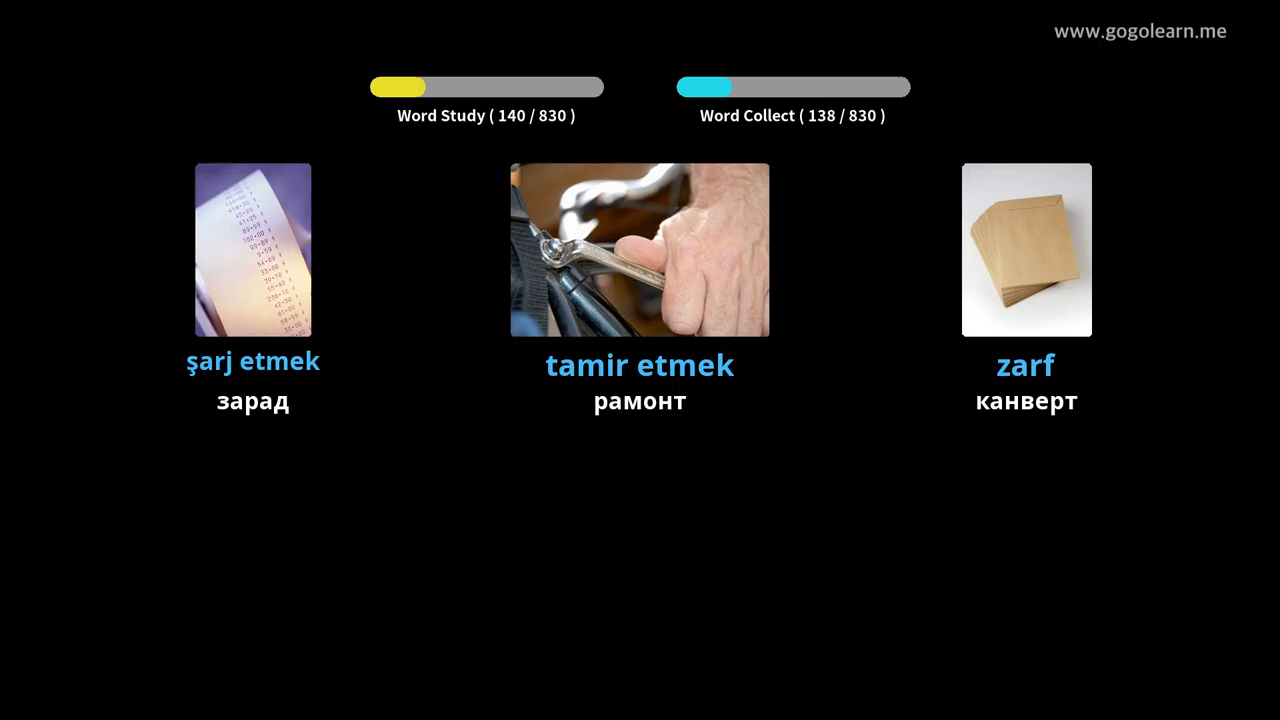 www.gogolearn.me
Word Study ( 140 / 830 )
Word Collect ( 138 / 830 )
şarj etmek
tamir etmek
zarf
зарад
рамонт
канверт